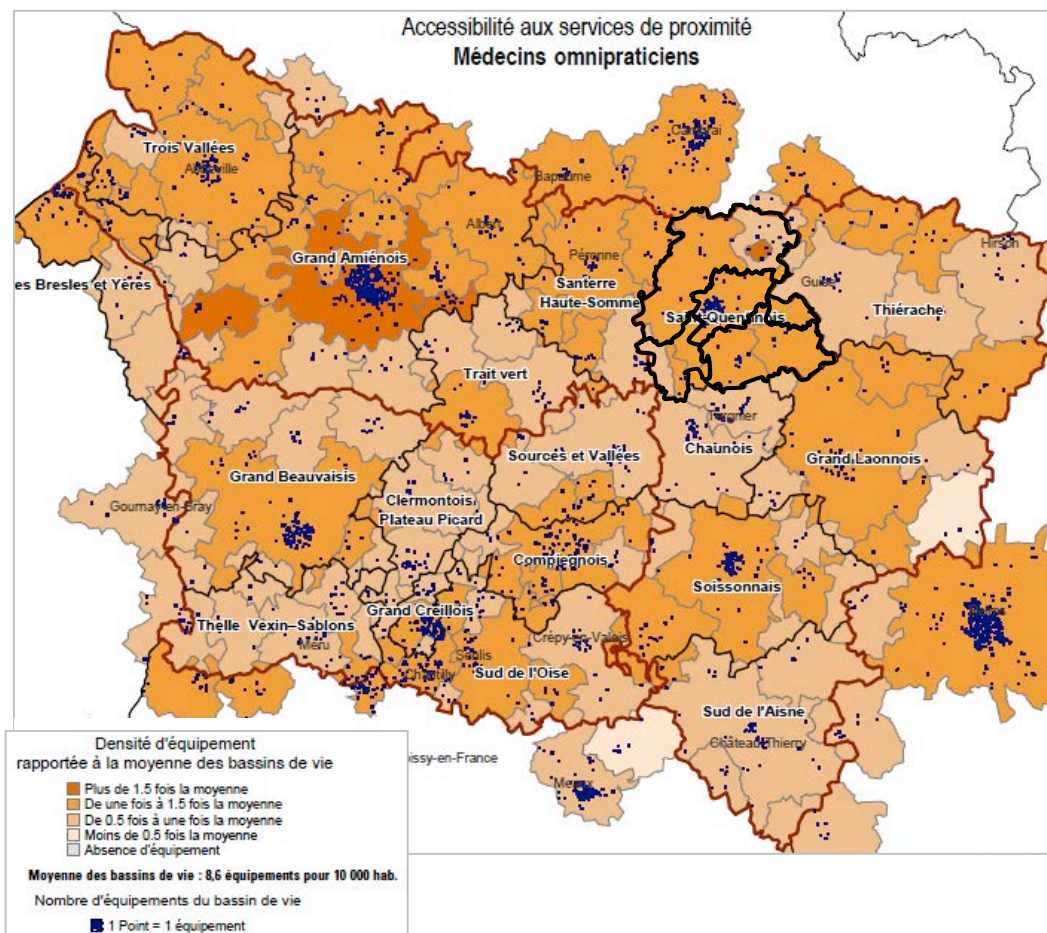 Accessibilité aux services de proximité
Médecins omnipraticiens
Cambrai
Trois Vallées
Abbeville
Bapaume
Albert
Grand Amiénois
Péronne
Hirson
es Bresles et Yères
Santerre
Haute-Somme
Guise
Saint-Quentinois
Thiérache
Trait vert
Tergnier
Chaunois
Sources et Vallées
Grand Laonnois
Grand Beauvaisis
Gournay-en-Bray
Clermontois
Plateau Picard
Compiégnois
Soissonnais
Grand Creillois
Thelle Vexin–Sablons
Méru
Crépy-en-Valois
Senlis
Chantilly
Sud de l'Oise
Sud de l'Aisne
Château-Thierry
issy-en-France
Meaux
Densité d'équipement
rapportée à la moyenne des bassins de vie
Plus de 1.5 fois la moyenne
De une fois à 1.5 fois la moyenne
De 0.5 fois à une fois la moyenne
Moins de 0.5 fois la moyenne
Absence d'équipement
Moyenne des bassins de vie : 8,6 équipements pour 10 000 hab.
Nombre d'équipements du bassin de vie
1 Point = 1 équipement